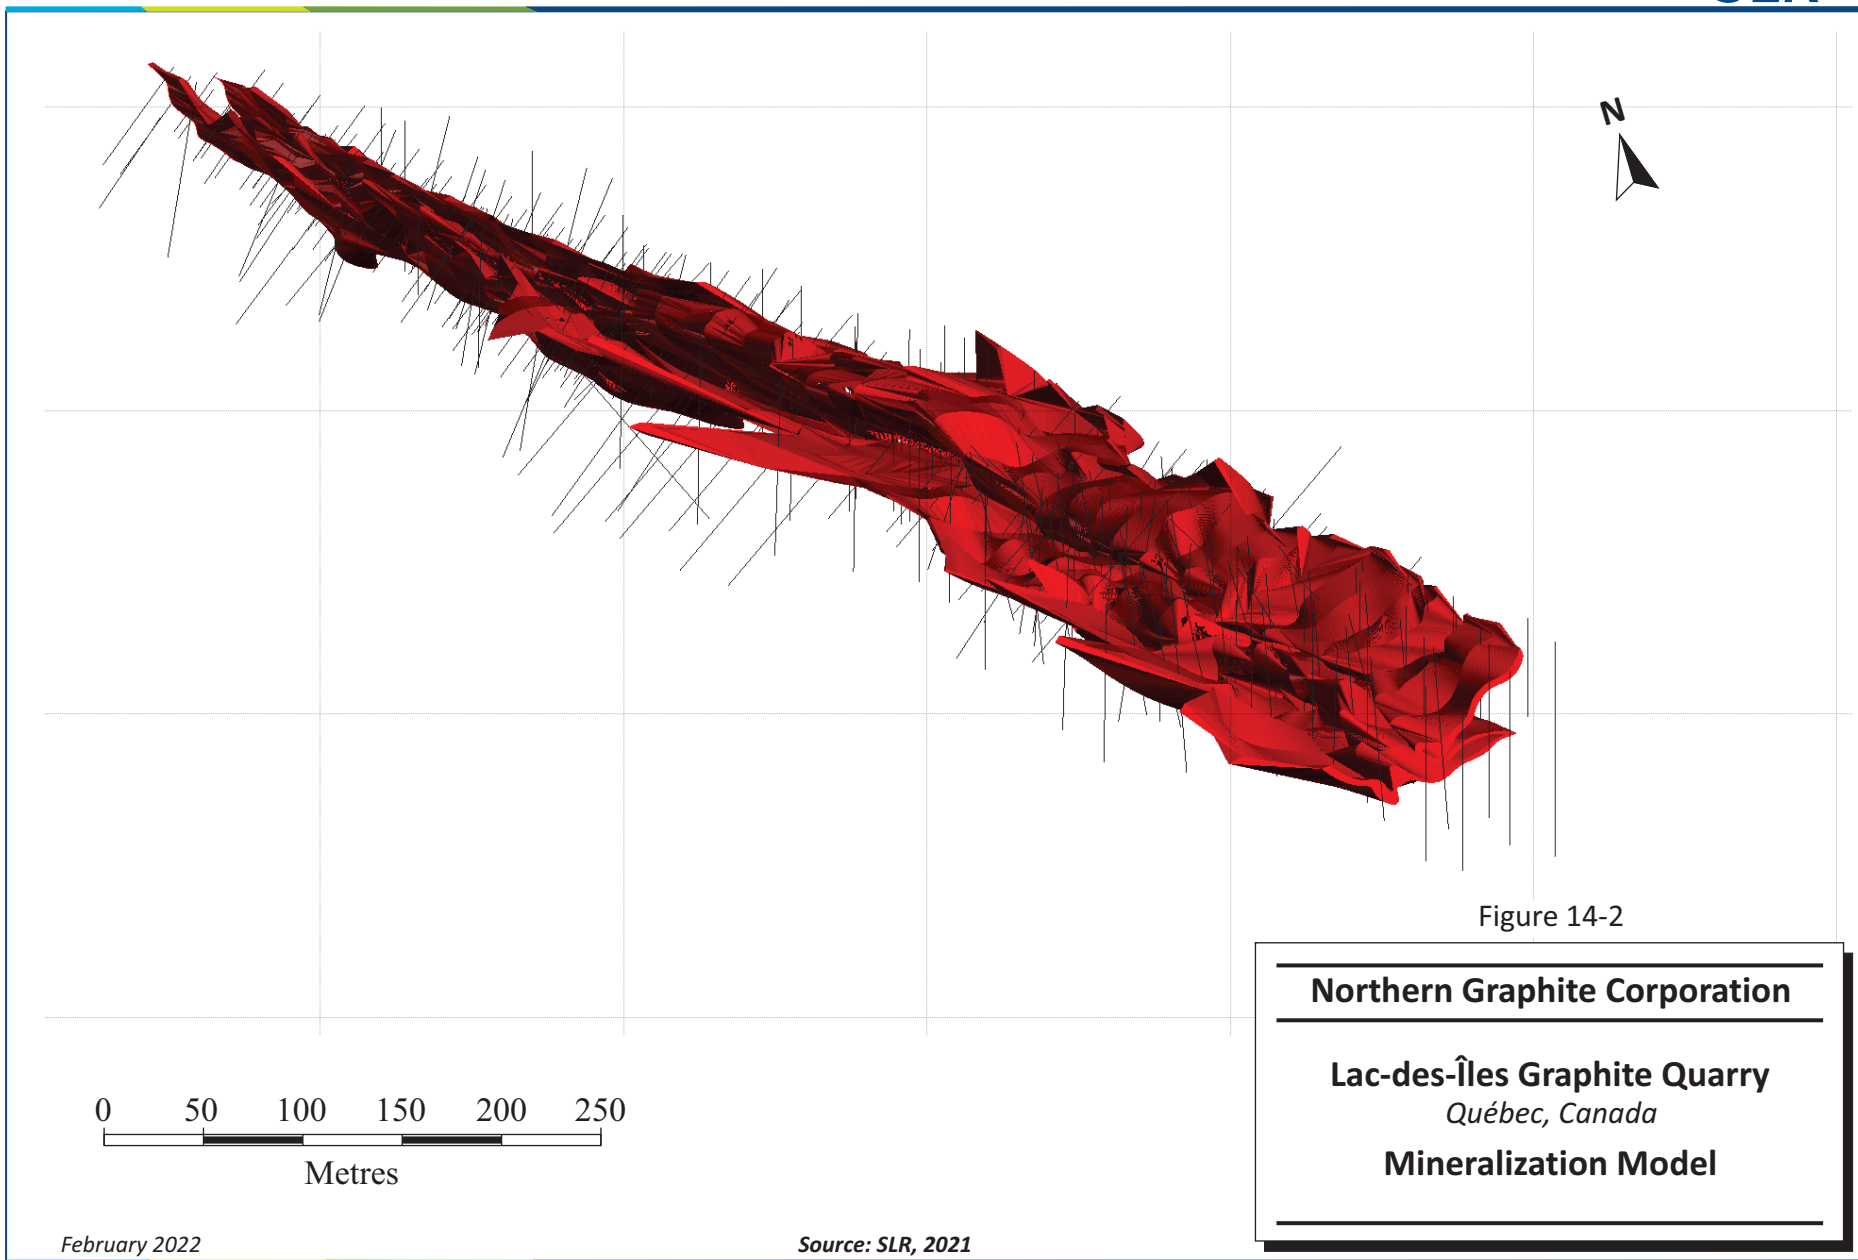 N
Figure 14-2
Northern Graphite Corporation
Lac-des-Îles Graphite Quarry
Québec, Canada
Mineralization Model
0 50 100 150 200 250
Metres
February 2022
Source: SLR, 2021